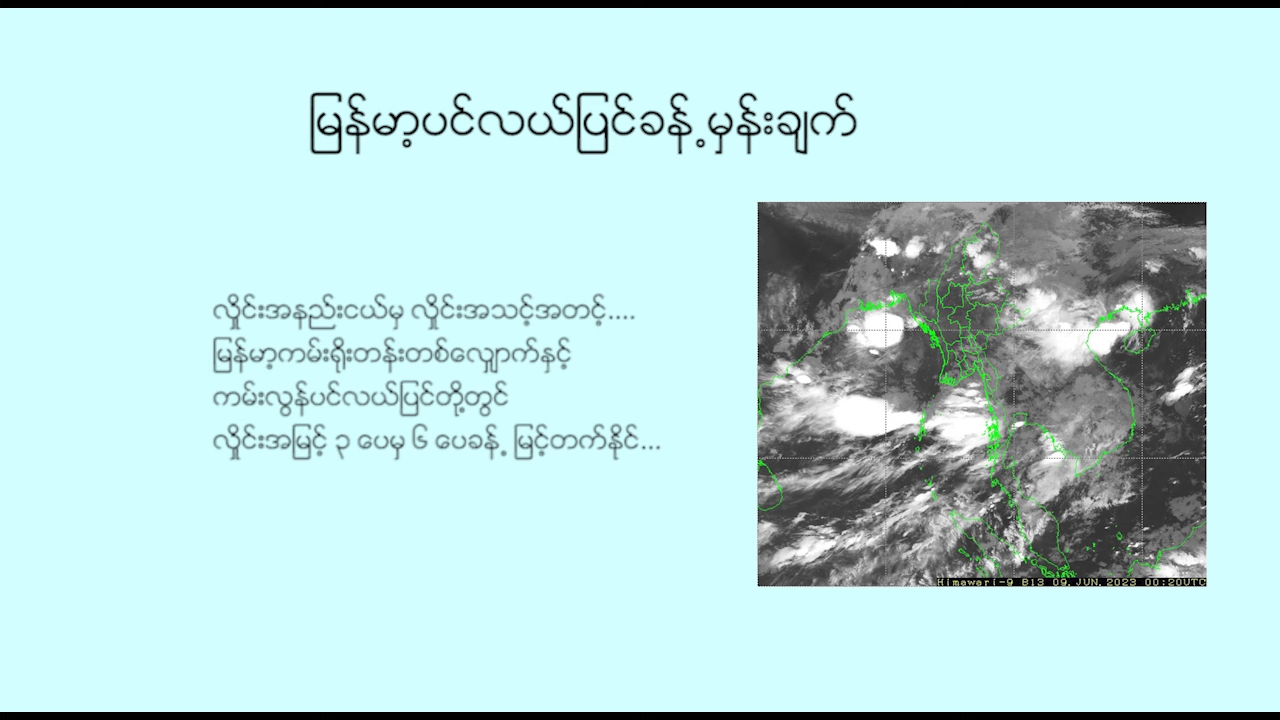 မြန်မာ့ပင်လယ်ပြင်ခန့်မှန်းချက်
လှိုင်းအနည်းငယ်မှ လှိုင်းအသင့်အတင့်....
မြန်မာ့ကမ်းရိုးတန်းတစ်လျှောက်နှင့်
ကမ်းလွန်ပင်လယ်ပြင်တို့တွင်
လှိုင်းအမြင့် ၃ ပေမှ ၆ ပေခန့် မြင့်တက်နိုင်...
Himawari-9 B13 09.JUN.2023 00:20UTC